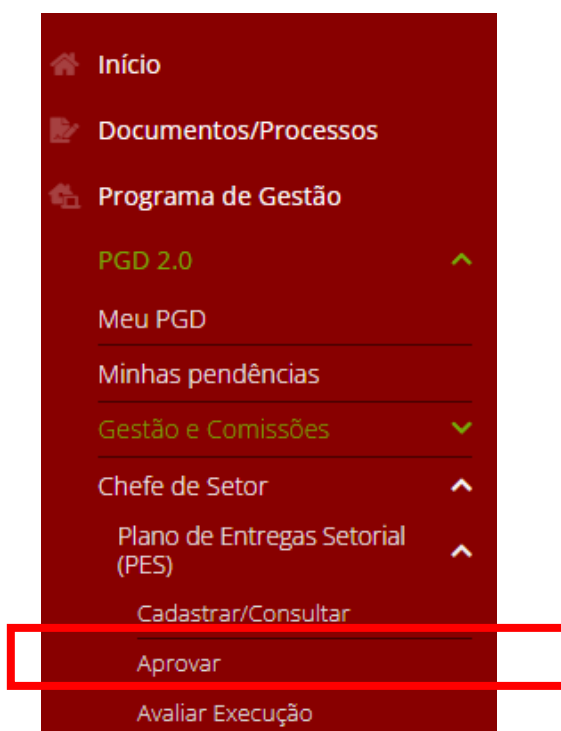 Início
Documentos/Processos
Programa de Gestão
PGD 2.0
Meu PGD
Minhas pendências
Gestão e Comissões
Chefe de Setor
Plano de Entregas Setorial
(PES)
Cadastrar/Consultar
Aprovar
Avaliar Execução